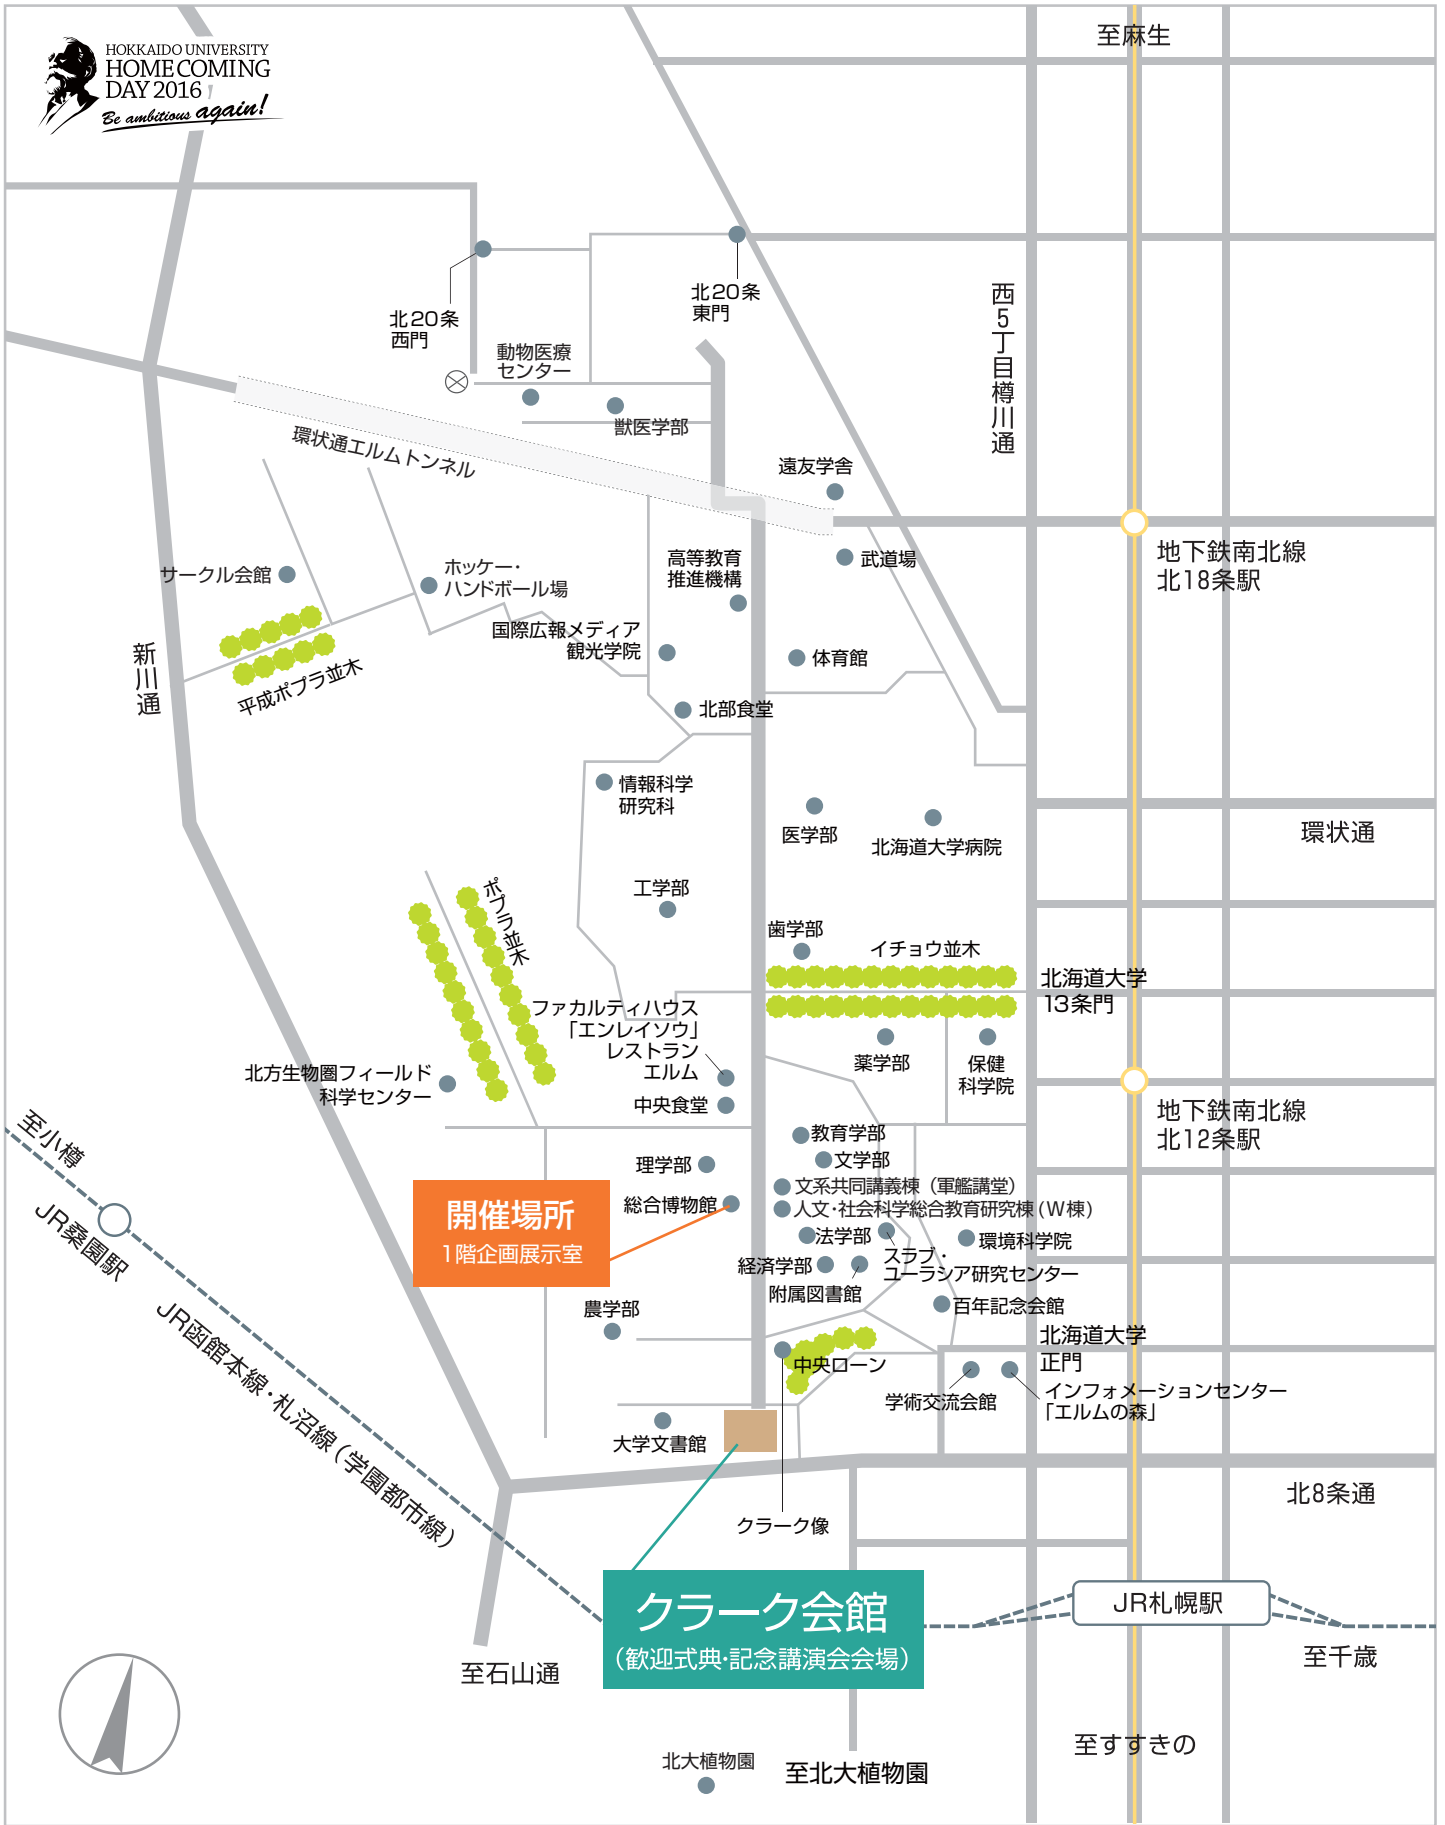 HOKKAIDO UNIVERSITY
HOMECOMING
DAY 2016
Be ambitious again!
至麻生
西5丁目樽川通
北20条
西門
北20条
東門
動物医療
センター
獣医学部
環状通エルムトンネル
遠友学舎
武道場
地下鉄南北線
北18条駅
サークル会館
ホッケー・
ハンドボール場
高等教育
推進機構
国際広報メディア
観光学院
体育館
新川通
平成ポプラ並木
北部食堂
情報科学
研究科
医学部
北海道大学病院
環状通
工学部
ポプラ並木
歯学部
イチョウ並木
北海道大学
13条門
ファカルティハウス
「エンレイソウ」
レストラン
エルム
薬学部
保健
科学院
北方生物圏フィールド
科学センター
中央食堂
地下鉄南北線
北12条駅
至小樽
JR桑園駅
教育学部
文学部
理学部
文系共同講義棟（軍艦講堂）
総合博物館
人文・社会科学総合教育研究棟(W棟)
開催場所
1階企画展示室
法学部
環境科学院
スラブ・
ユーラシア研究センター
経済学部
附属図書館
百年記念会館
農学部
JR函館本線・札沼線(学園都市線)
北海道大学
正門
中央ローン
学術交流会館
インフォメーションセンター
「エルムの森」
大学文書館
北8条通
クラーク像
クラーク会館
(歓迎式典・記念講演会会場)
JR札幌駅
至石山通
至千歳
至すすきの
北大植物園
至北大植物園